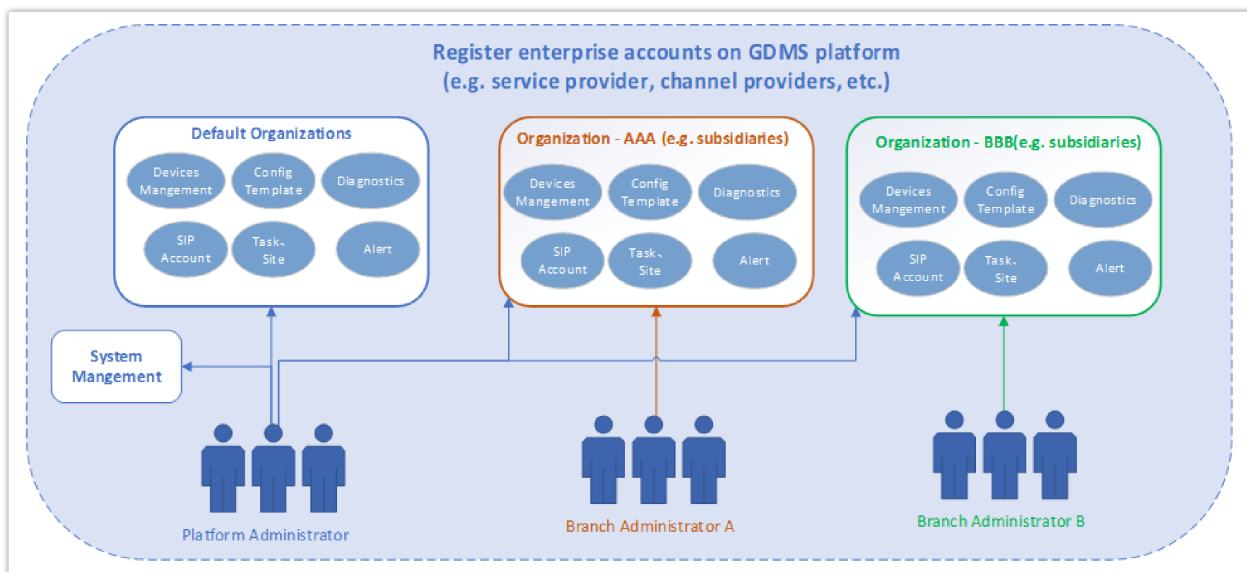 Register enterprise accounts on GDMS platform
(e.g. service provider, channel providers, etc.)
Default Organizations
Devices
Mangement
Config
Template
Diagnostics
SIP
Account
Task、
Site
Alert
Organization - AAA (e.g. subsidiaries)
Devices
Mangement
Config
Template
Diagnostics
SIP
Account
Task、
Site
Alert
Organization - BBB(e.g. subsidiaries)
Devices
Mangement
Config
Template
Diagnostics
SIP
Account
Task、
Site
Alert
System
Mangement
Platform Administrator
Branch Administrator A
Branch Administrator B